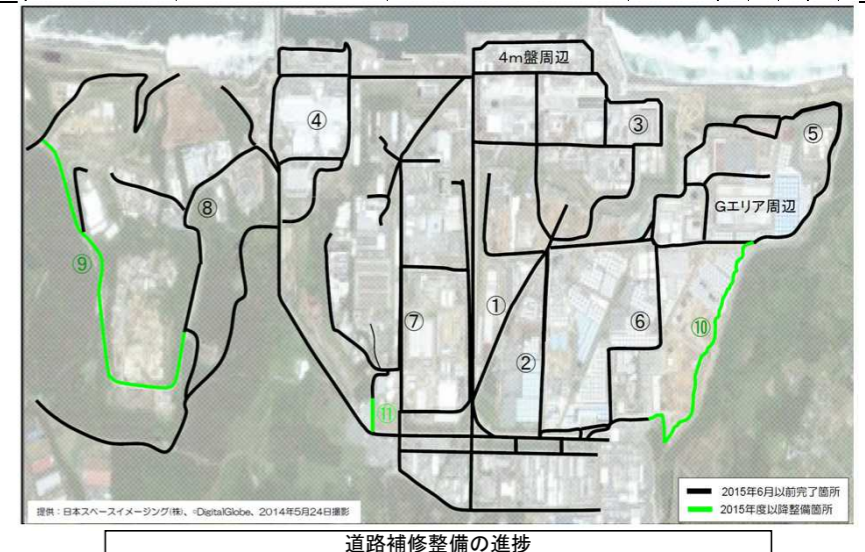 4m盤周辺
④
③
⑤
⑧
Gエリア周辺
⑨
①
⑦
⑥
⑩
②
⑪
2015年6月以前完了箇所
2015年度以降整備箇所
提供：日本スペースイメージング(株)、©DigitalGlobe、2014年5月24日撮影
道路補修整備の進捗